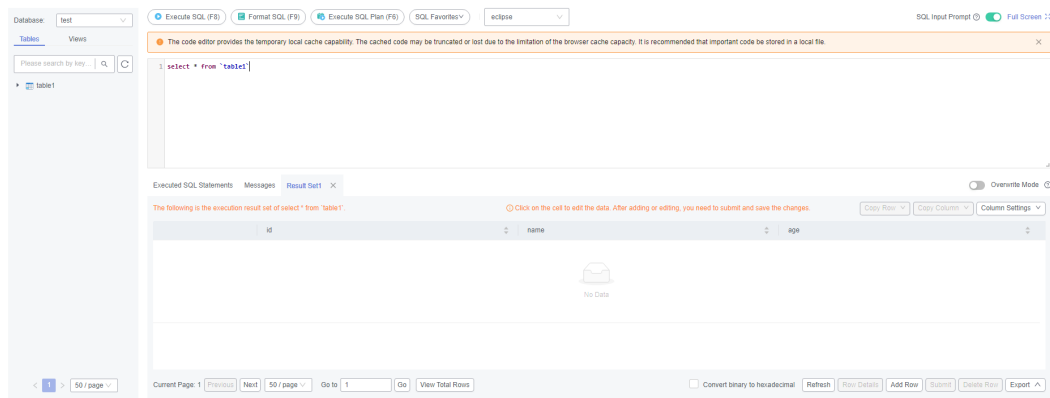 Database: test
Execute SQL (F8) Format SQL (F9) Execute SQL Plan (F6) SQL Favorites eclipse SQL Input Prompt Full Screen
Tables Views
The code editor provides the temporary local cache capability. The cached code may be truncated or lost due to the limitation of the browser cache capacity. It is recommended that important code be stored in a local file.
Please search by key...
1 select * from `table1`
table1
Executed SQL Statements Messages Result Set1 Overwrite Mode
The following is the execution result set of select * from `table1`. Click on the cell to edit the data. After adding or editing, you need to submit and save the changes. Copy Row Copy Column Column Settings
id name age
No Data
< 1 > 50 / page
Current Page: 1 Previous Next 50 / page Go to 1 Go View Total Rows Convert binary to hexadecimal Refresh Row Details Add Row Submit Delete Row Export